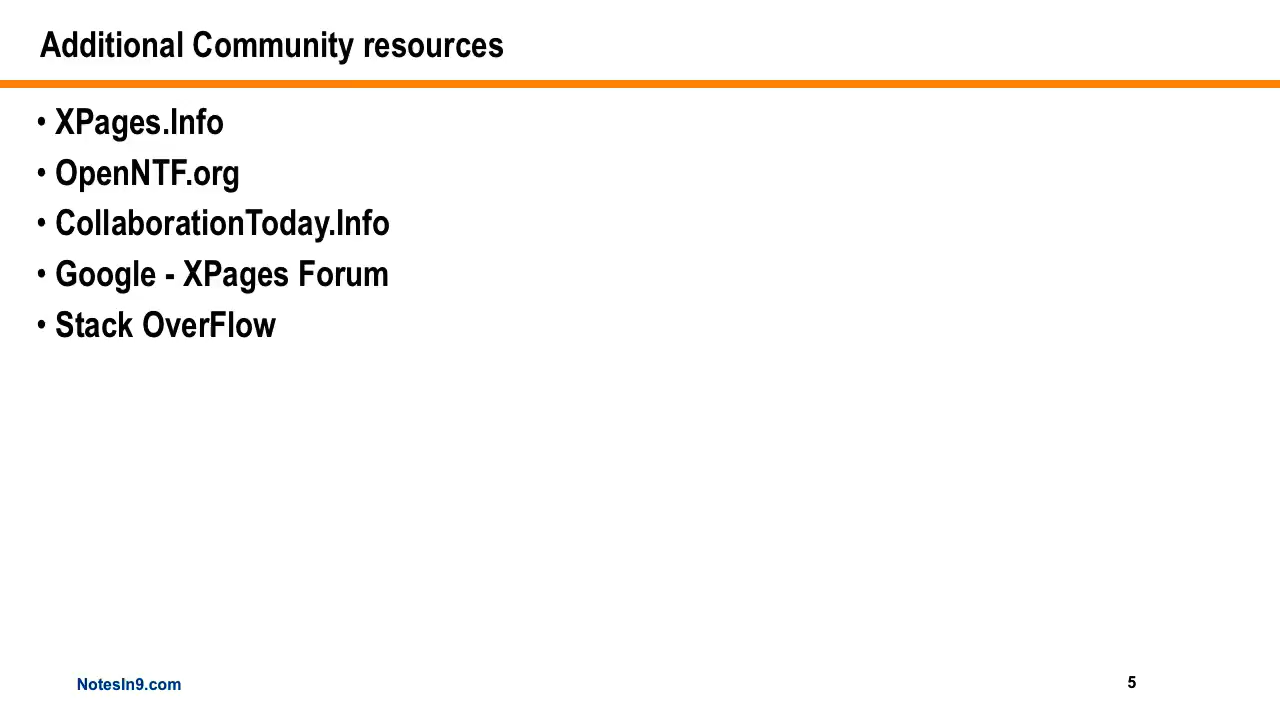 Additional Community resources
• XPages.Info
• OpenNTF.org
• CollaborationToday.Info
• Google - XPages Forum
• Stack OverFlow
NotesIn9.com
5